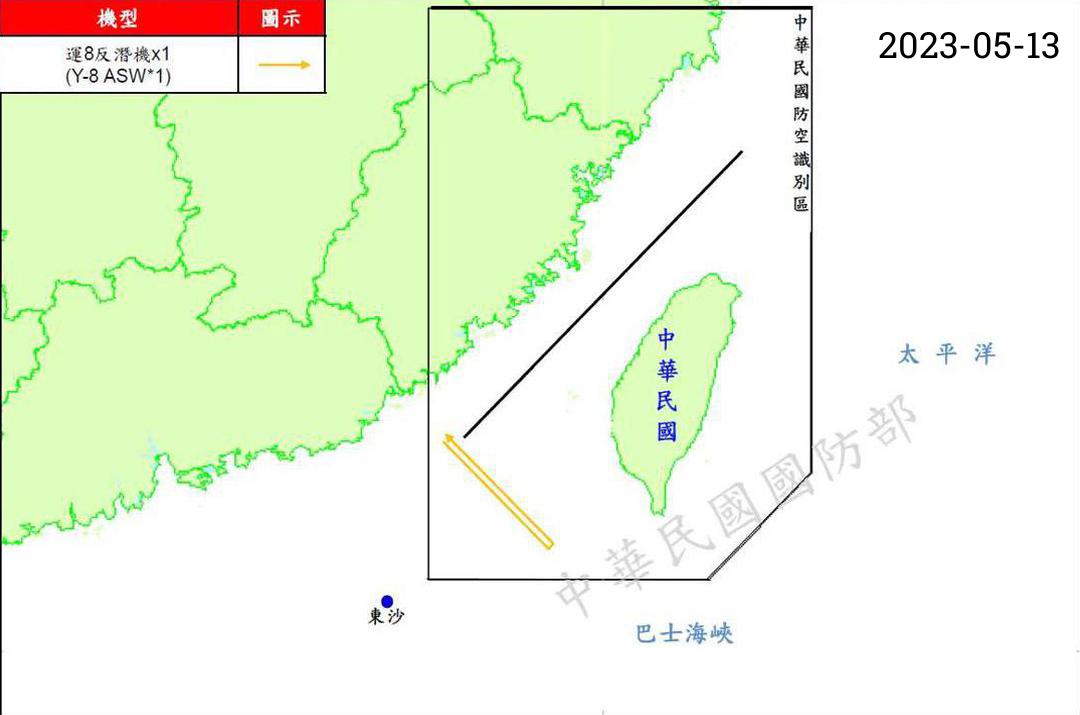 機型 圖示
運8反潛機x1
(Y-8 ASW*1)
2023-05-13
中華民國防空識別區
中華民國
太平洋
中華民國國防部
東沙
巴士海峽